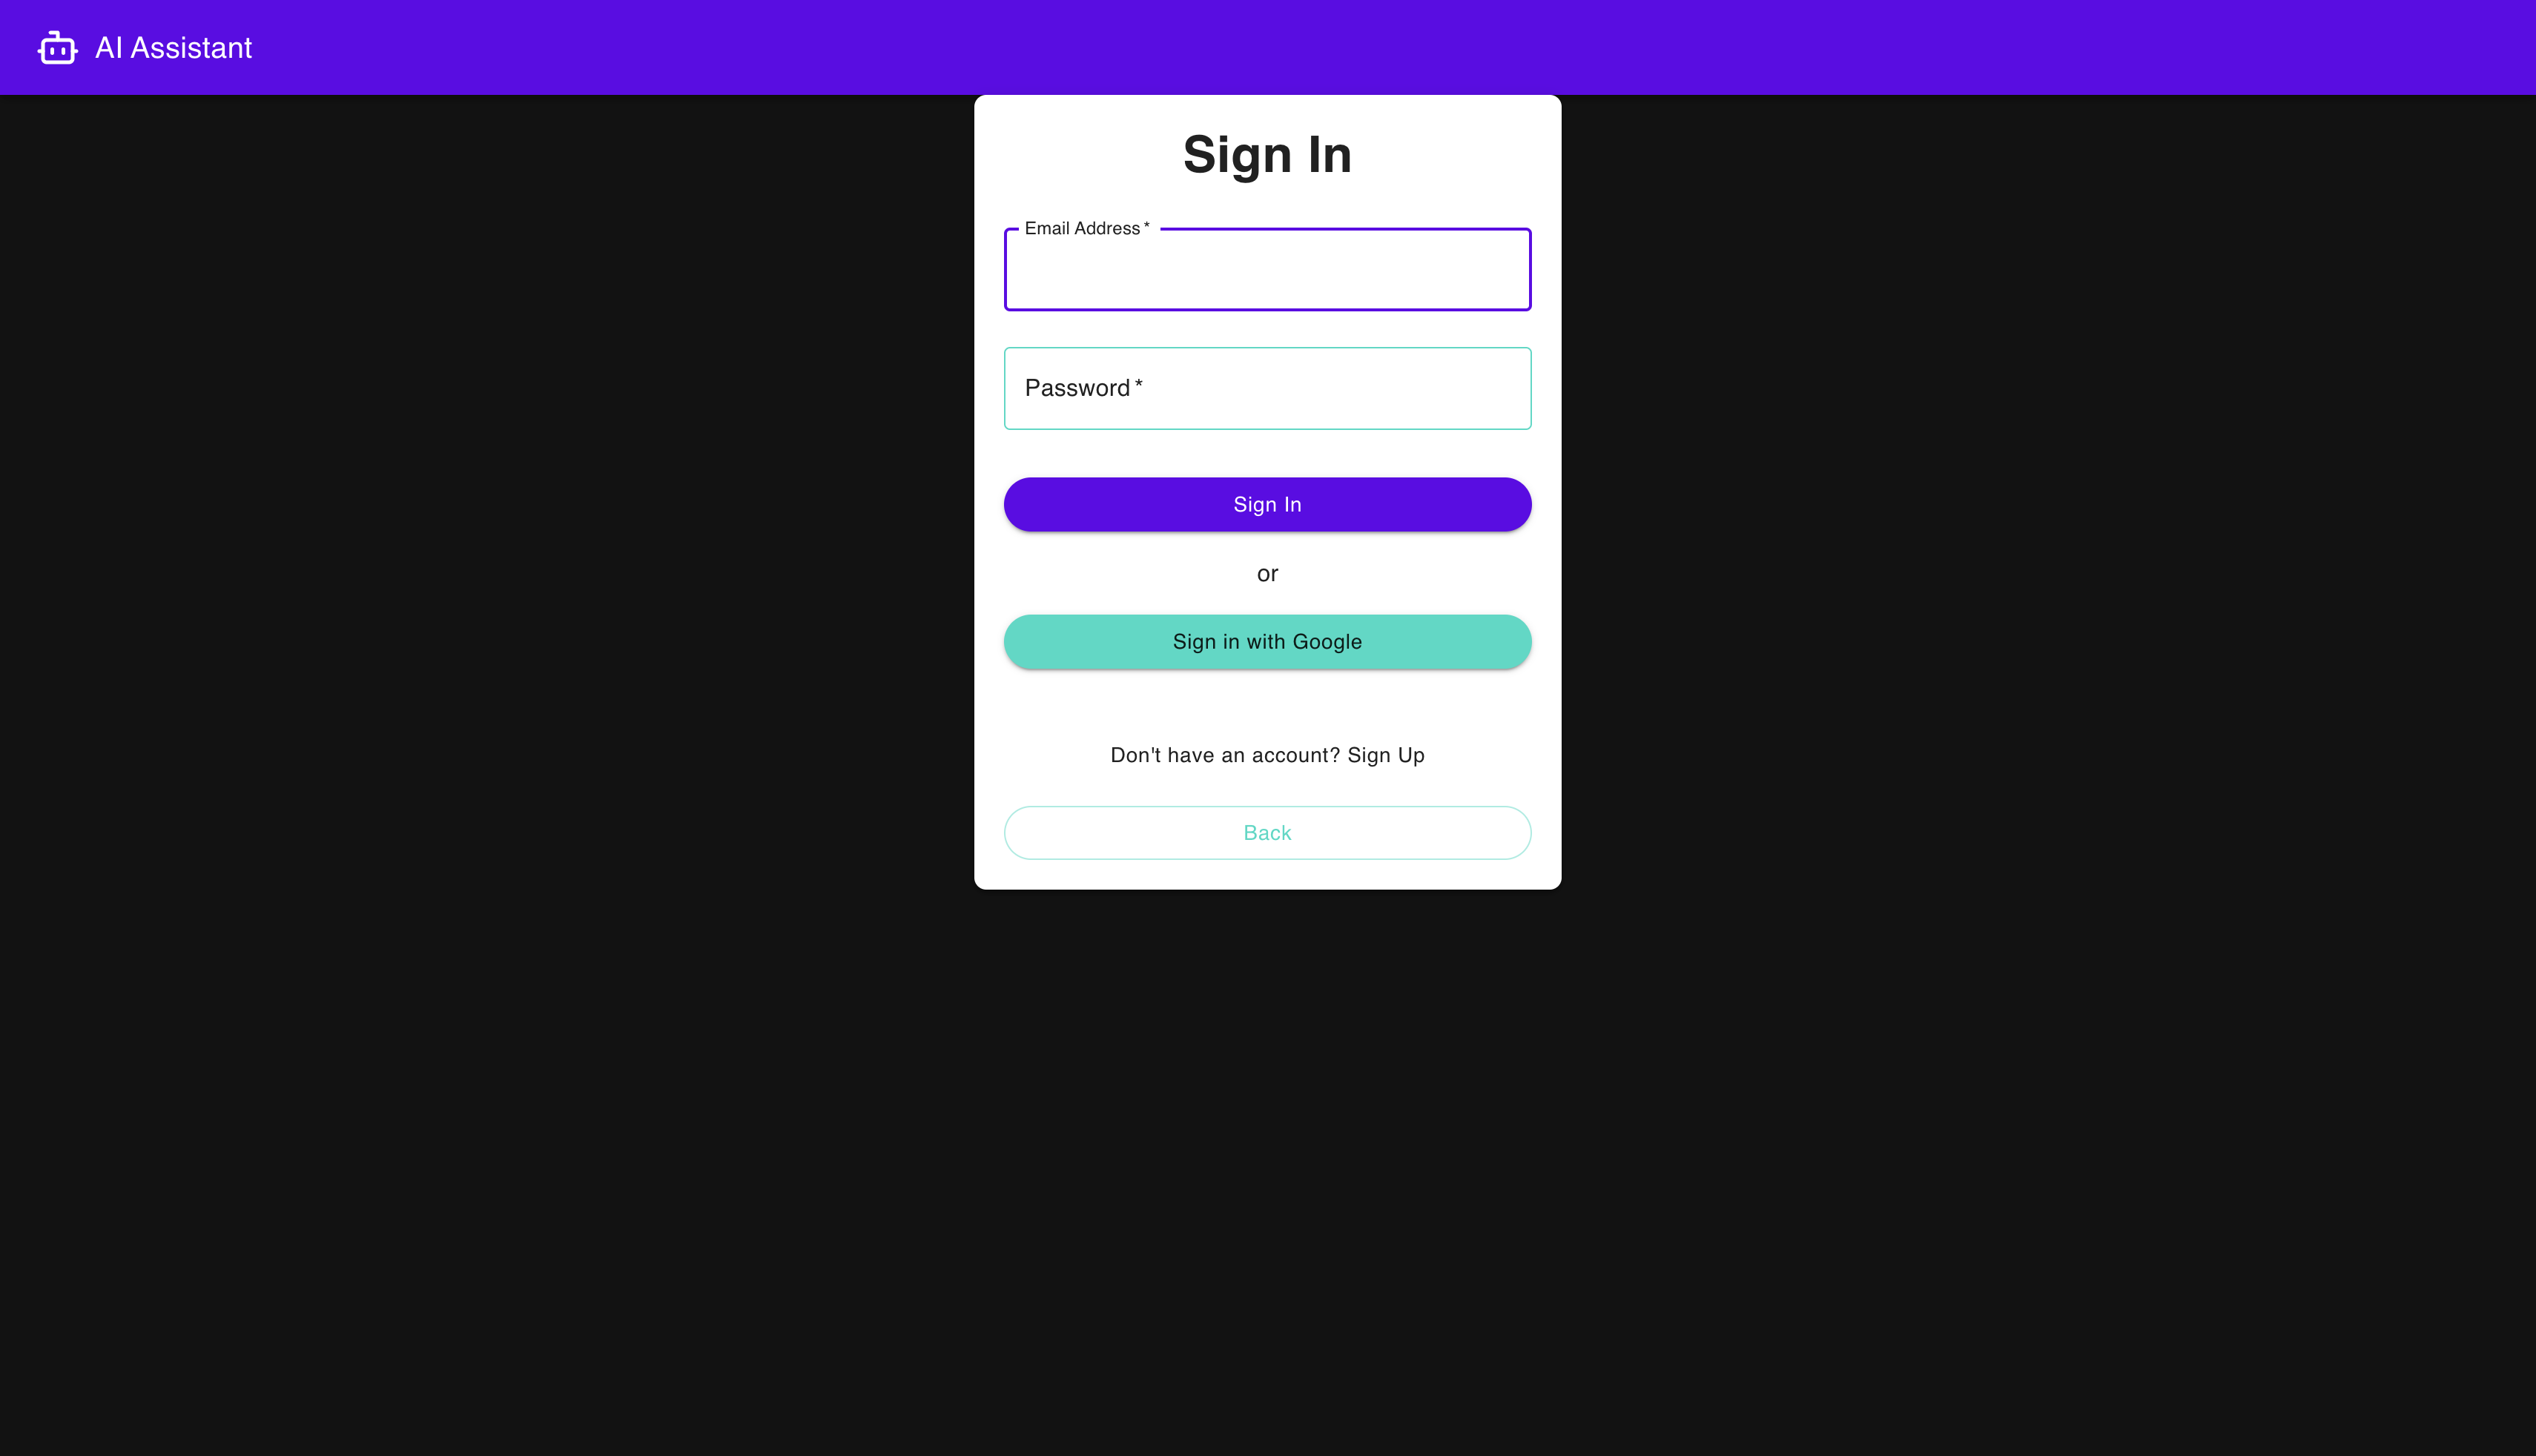 AI Assistant
Sign In
Email Address *
Password *
Sign In
or
Sign in with Google
Don't have an account? Sign Up
Back